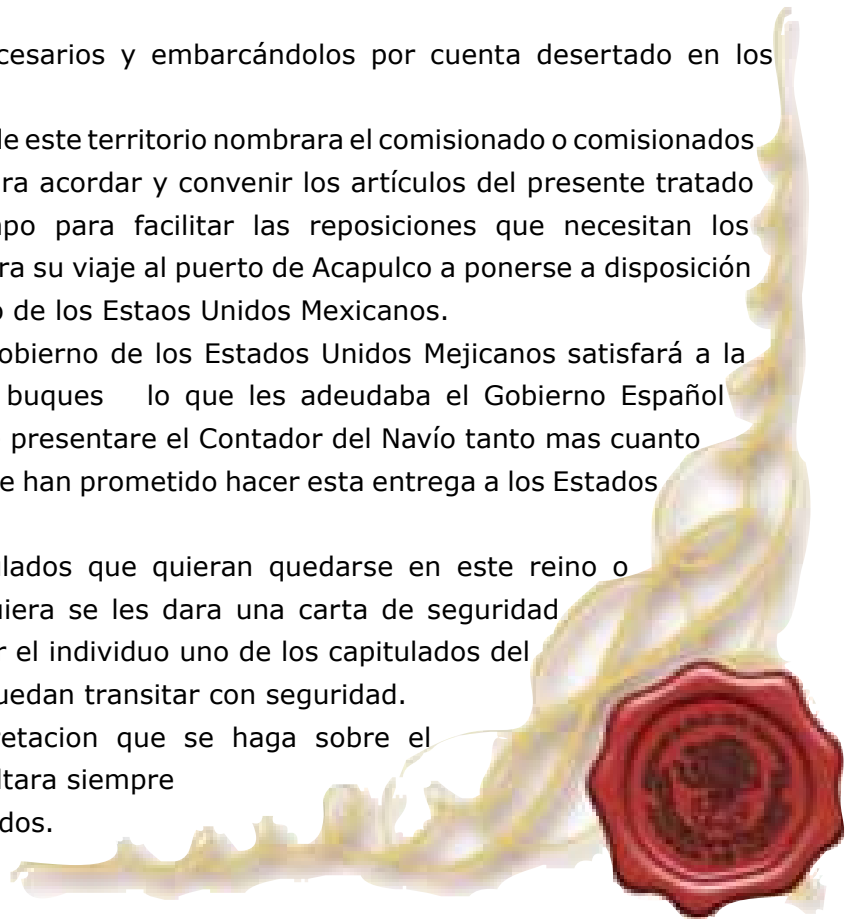 cesarios y embarcándolos por cuenta desertado en los
de este territorio nombrara el comisionado o comisionados
ra acordar y convenir los artículos del presente tratado
po para facilitar las reposiciones que necesitan los
ra su viaje al puerto de Acapulco a ponerse a disposición
o de los Estaos Unidos Mexicanos.
obierno de los Estados Unidos Mejicanos satisfará a la
buques lo que les adeudaba el Gobierno Español
presentare el Contador del Navío tanto mas cuanto
e han prometido hacer esta entrega a los Estados
lados que quieran quedarse en este reino o
uiera se les dara una carta de seguridad
r el individuo uno de los capitulados del
uedan transitar con seguridad.
retacion que se haga sobre el
ltara siempre
dos.